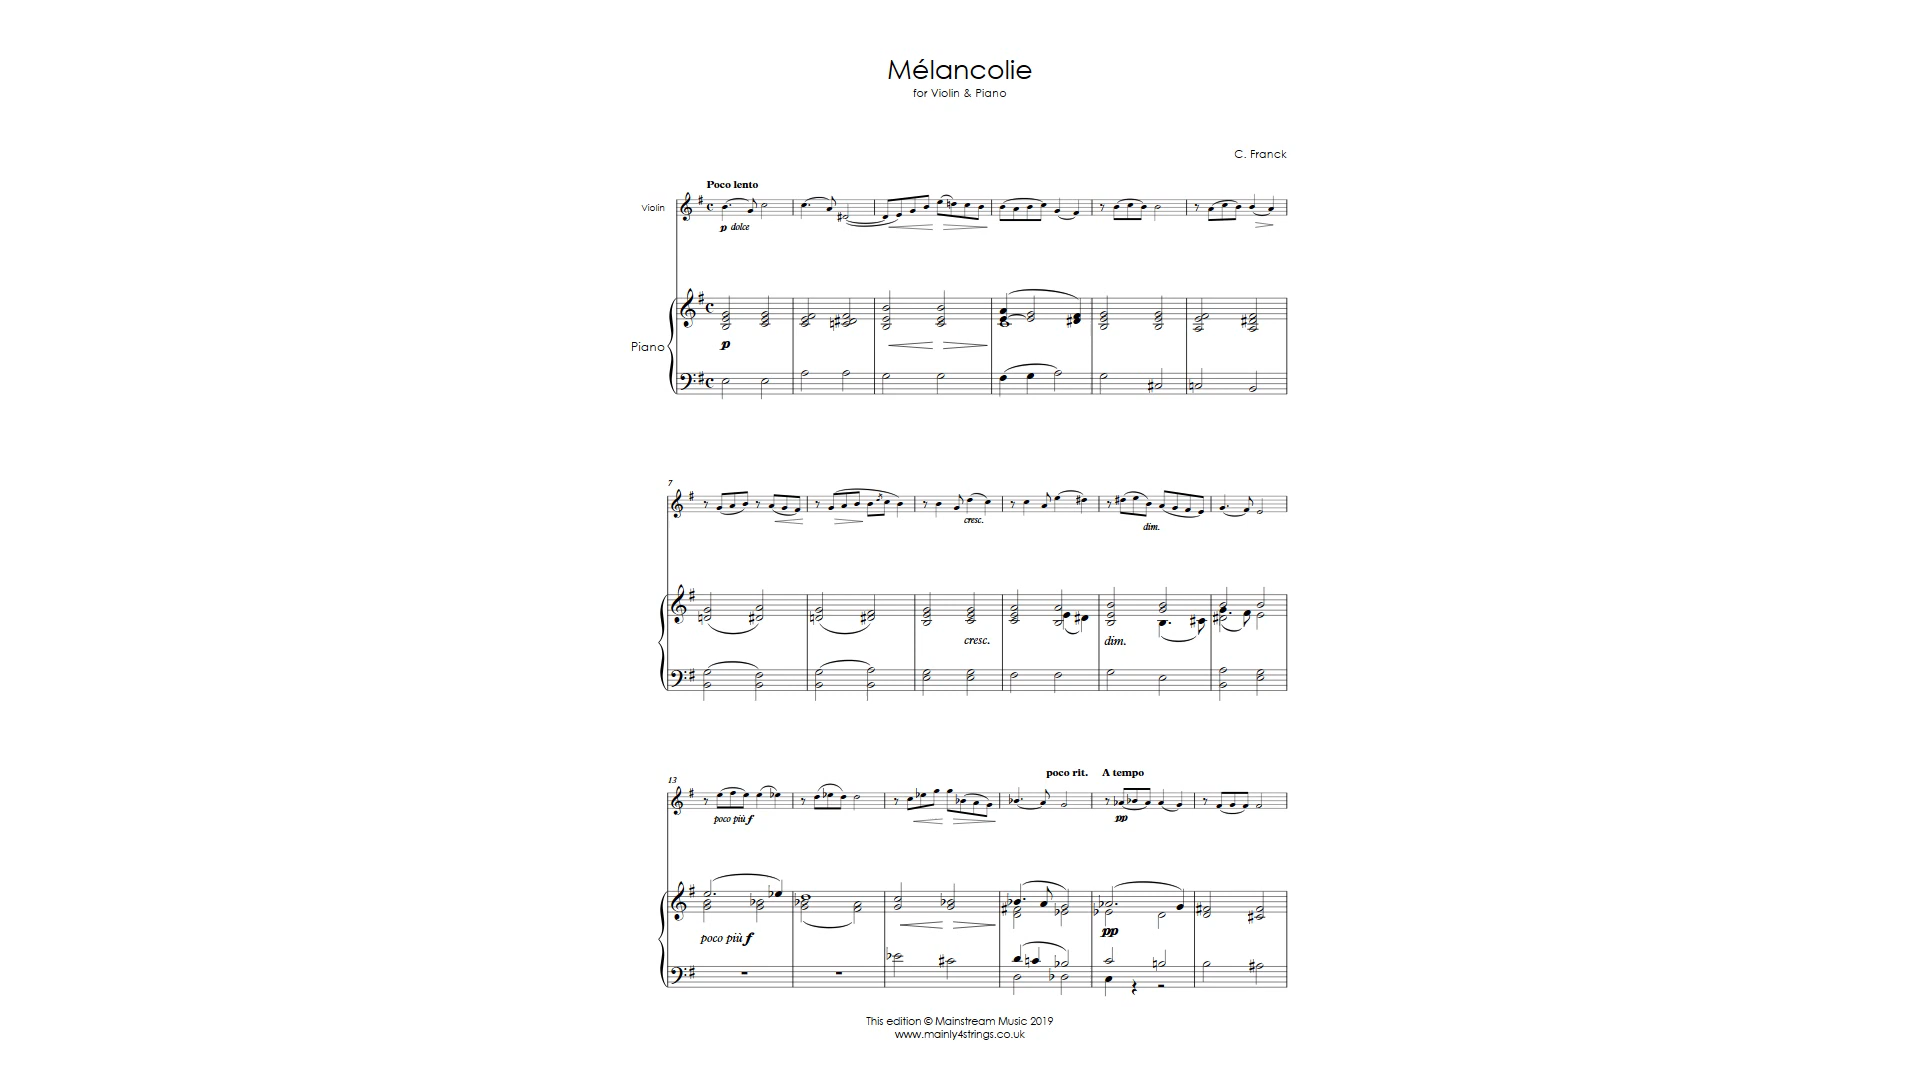 Mélancolie
for Violin & Piano
C. Franck
Poco lento
Violin
p dolce
Piano
p
7
cresc.
dim.
cresc.
dim.
13
poco rit. A tempo
poco più f
pp
poco più f
pp
This edition © Mainstream Music 2019
www.mainly4strings.co.uk